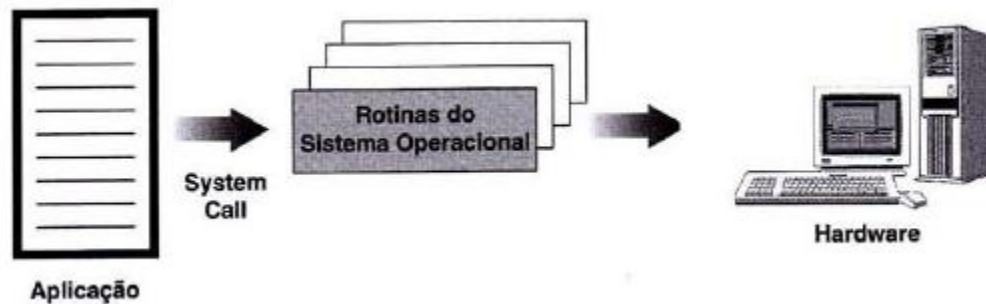 Rotinas do
Sistema Operacional
System
Call
Hardware
Aplicação